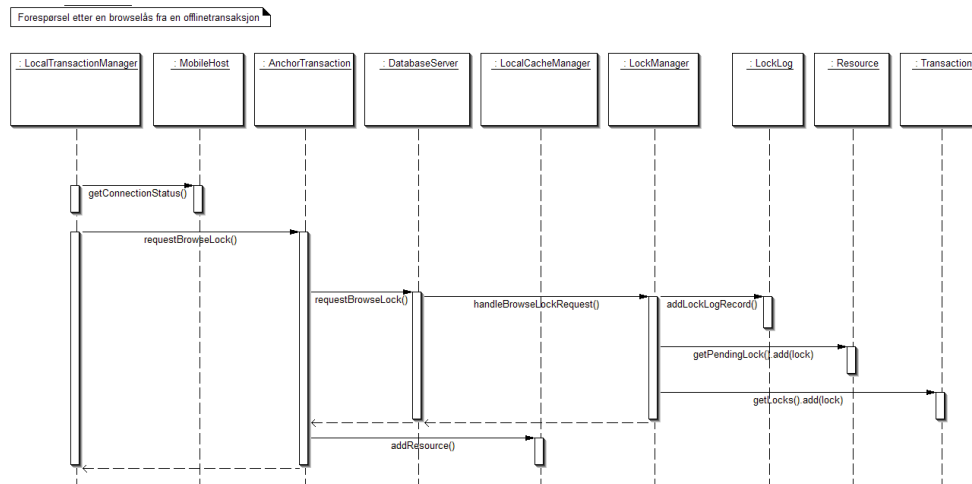 Forespørsel etter en browselås fra en offlinetransaksjon
: LocalTransactionManager
: MobileHost
: AnchorTransaction
: DatabaseServer
: LocalCacheManager
: LockManager
: LockLog
: Resource
: Transaction
getConnectionStatus()
requestBrowseLock()
requestBrowseLock()
handleBrowseLockRequest()
addLockLogRecord()
getPendingLock().add(lock)
getLocks().add(lock)
addResource()